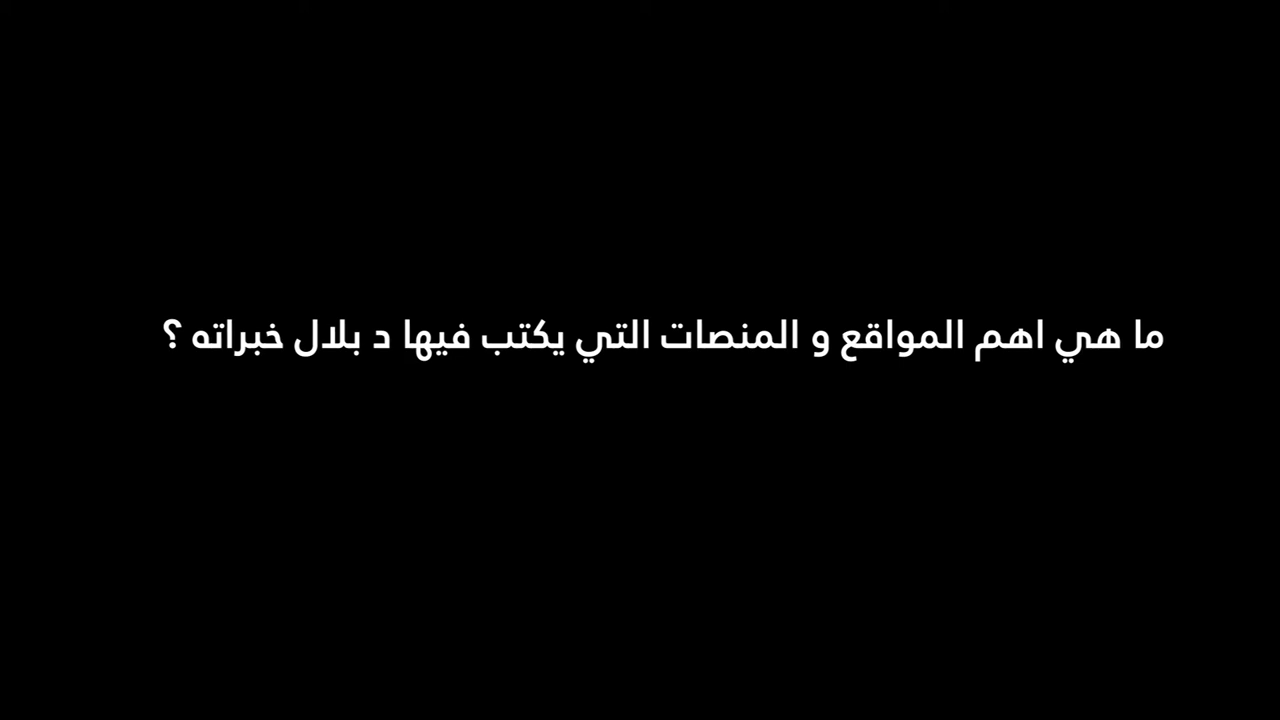 ما هي اهم المواقع و المنصات التي يكتب فيها د بلال خبراته ؟